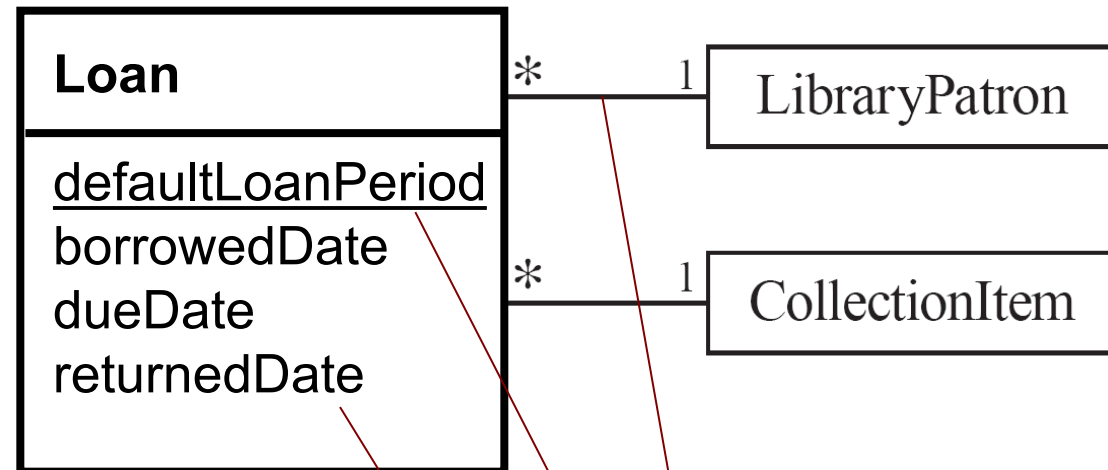 Loan
* 1 LibraryPatron
defaultLoanPeriod
borrowedDate
* 1 CollectionItem
dueDate
returnedDate